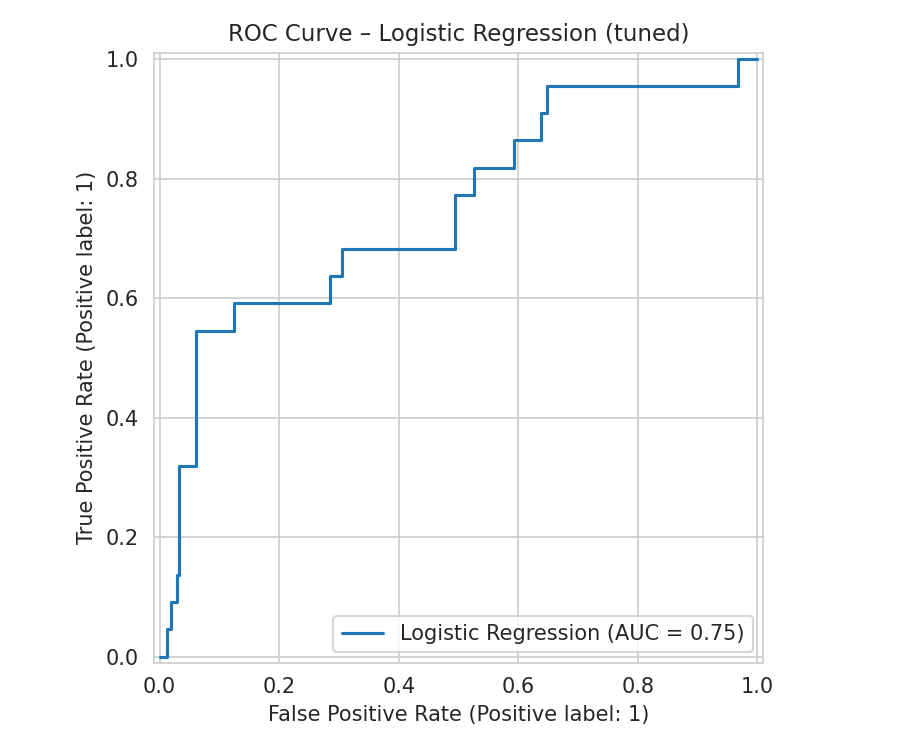 ROC Curve – Logistic Regression (tuned)
True Positive Rate (Positive label: 1)
1.0
0.8
0.6
0.4
0.2
0.0
Logistic Regression (AUC = 0.75)
0.0 0.2 0.4 0.6 0.8 1.0
False Positive Rate (Positive label: 1)